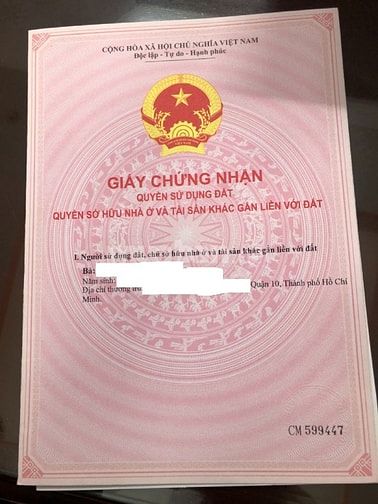 CỘNG HÒA XÃ HỘI CHỦ NGHĨA VIỆT NAM
Độc lập - Tự do - Hạnh phúc
VIỆT NAM
GIẤY CHỨNG NHẬN
QUYỀN SỬ DỤNG ĐẤT
QUYỀN SỞ HỮU NHÀ Ở VÀ TÀI SẢN KHÁC GẮN LIỀN VỚI ĐẤT
I. Người sử dụng đất, chủ sở hữu nhà ở và tài sản khác gắn liền với đất
Bà:
Năm sinh:
Địa chỉ thường Quận 10, Thành phố Hồ Chí
Minh.
CM 599447